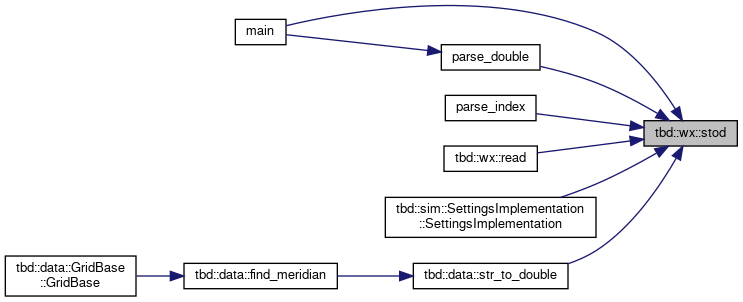 main
parse_double
parse_index
tbd::wx::stod
tbd::wx::read
tbd::sim::SettingsImplementation
::SettingsImplementation
tbd::data::GridBase
::GridBase
tbd::data::find_meridian
tbd::data::str_to_double